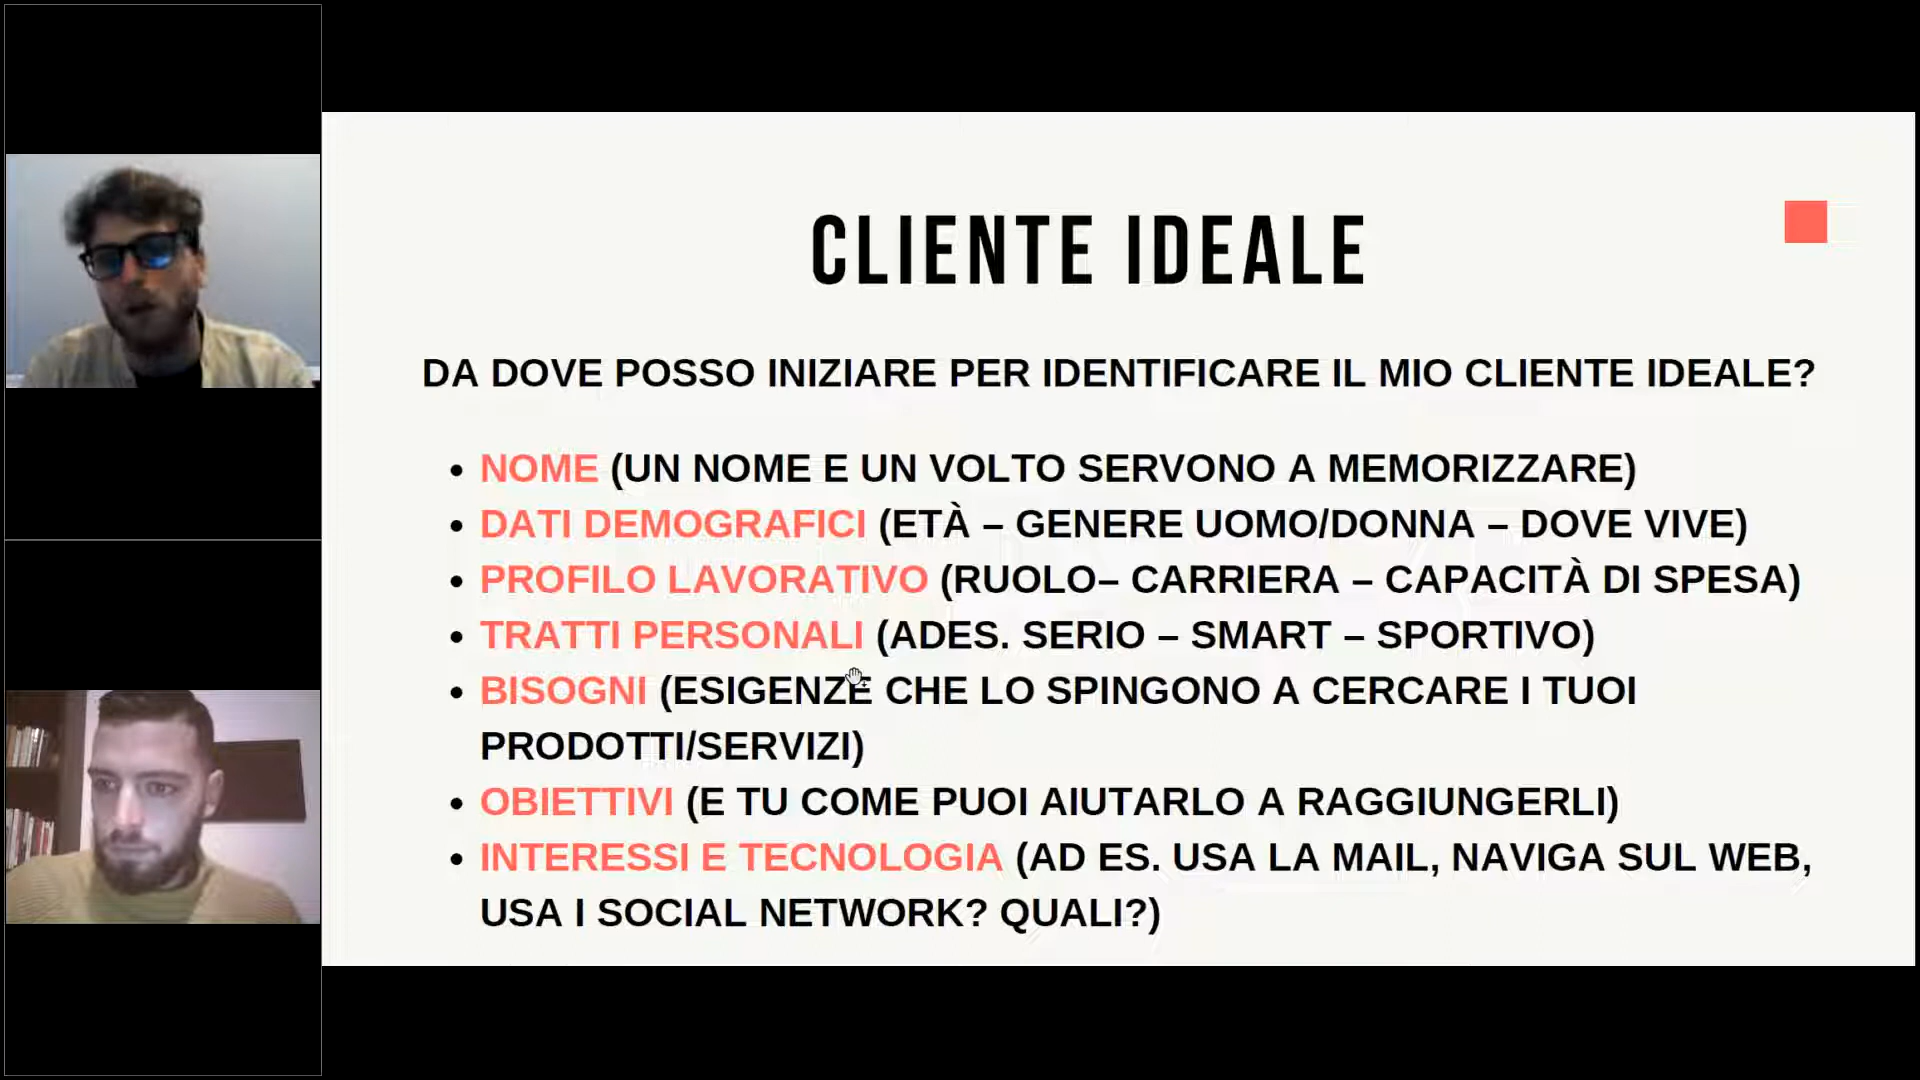 CLIENTE IDEALE
DA DOVE POSSO INIZIARE PER IDENTIFICARE IL MIO CLIENTE IDEALE?
• NOME (UN NOME E UN VOLTO SERVONO A MEMORIZZARE)
• DATI DEMOGRAFICI (ETÀ – GENERE UOMO/DONNA – DOVE VIVE)
• PROFILO LAVORATIVO (RUOLO– CARRIERA – CAPACITÀ DI SPESA)
• TRATTI PERSONALI (ADES. SERIO – SMART – SPORTIVO)
• BISOGNI (ESIGENZE CHE LO SPINGONO A CERCARE I TUOI
PRODOTTI/SERVIZI)
• OBIETTIVI (E TU COME PUOI AIUTARLO A RAGGIUNGERLI)
• INTERESSI E TECNOLOGIA (AD ES. USA LA MAIL, NAVIGA SUL WEB,
USA I SOCIAL NETWORK? QUALI?)